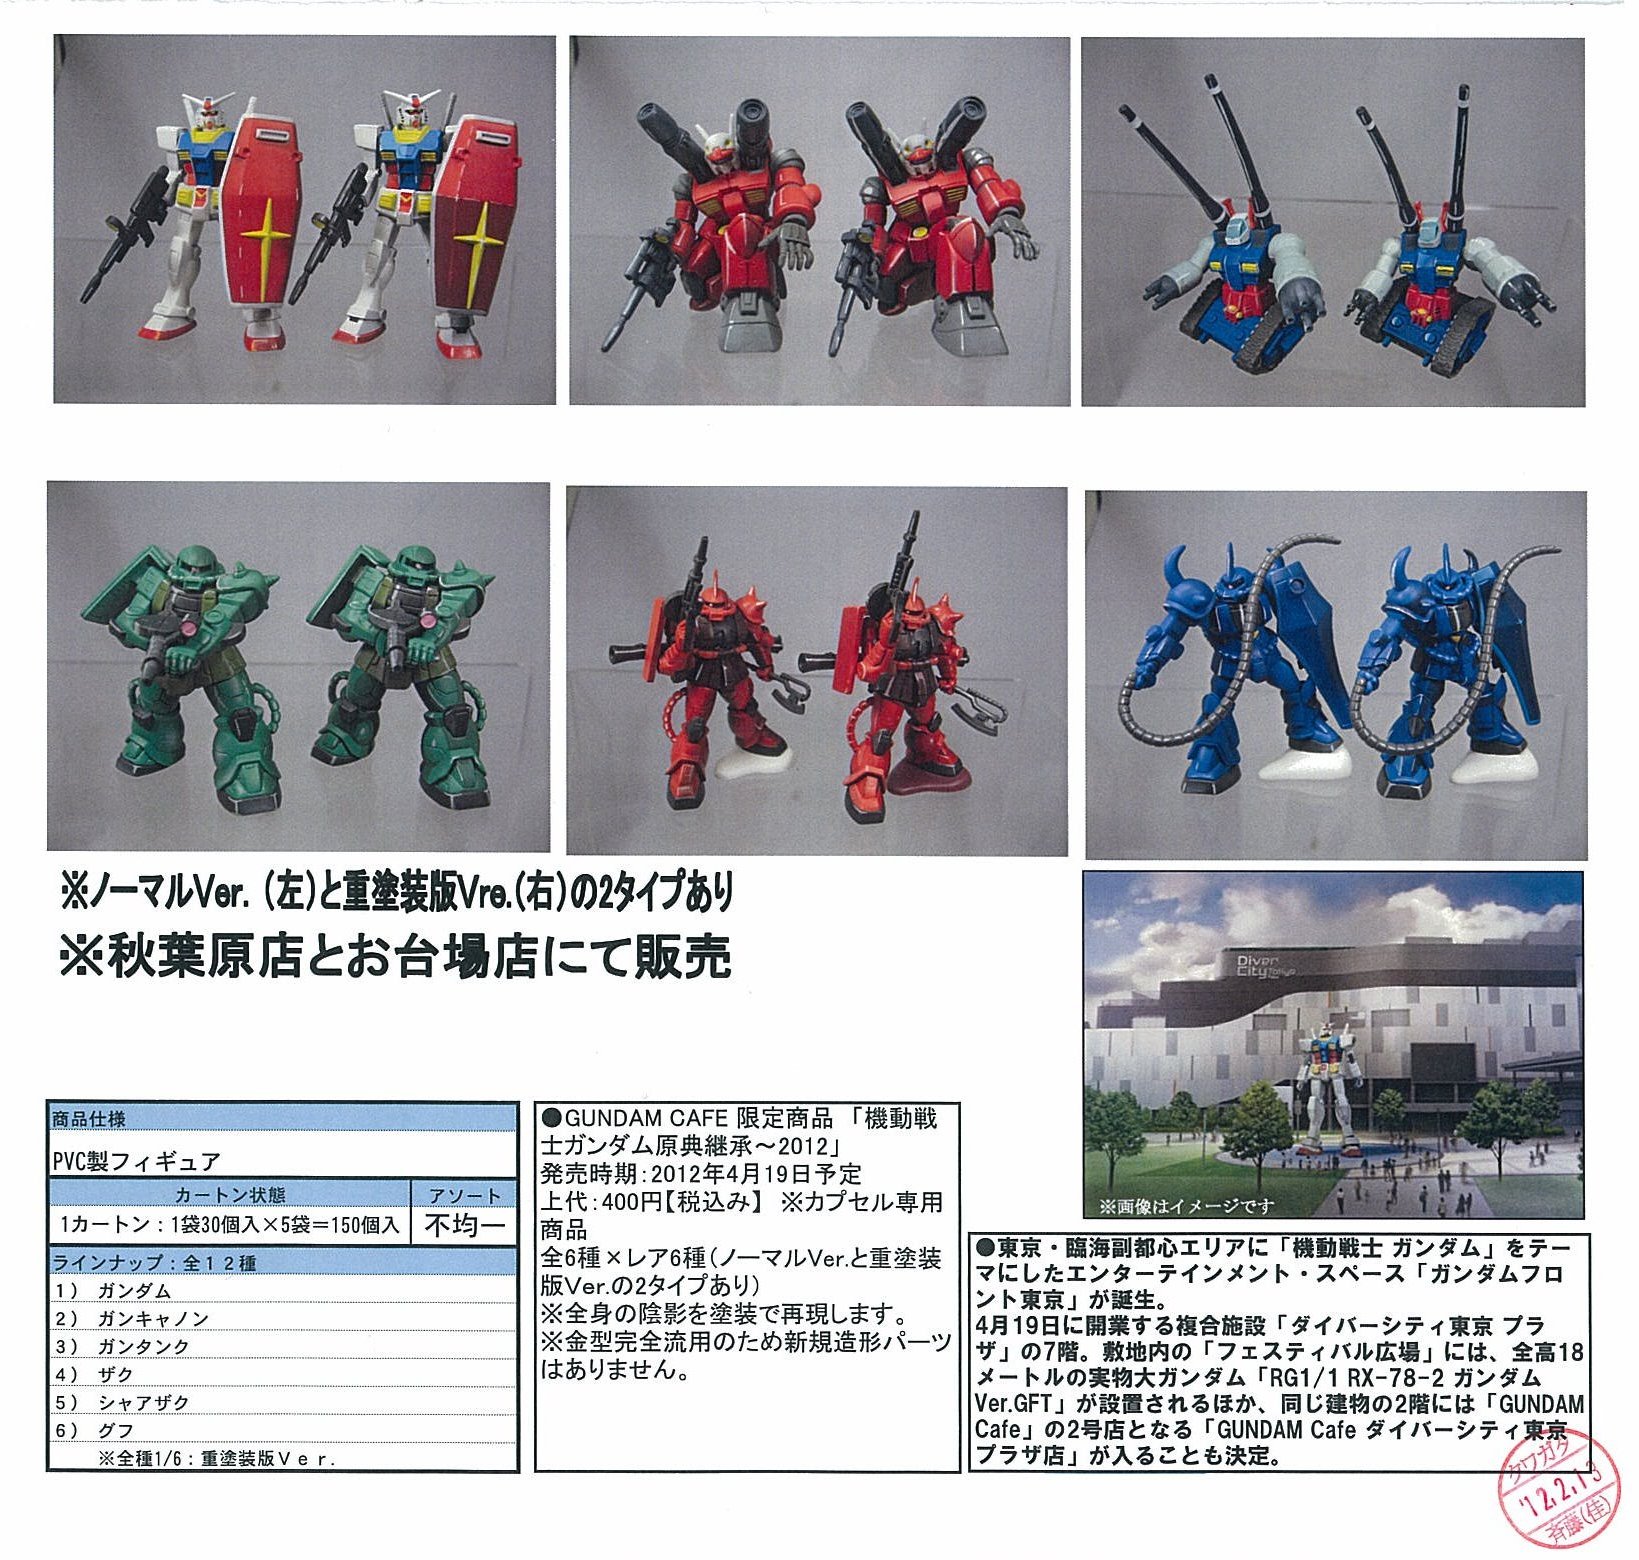 ※ノーマルVer. (左)と重塗装版Vre.(右)の2タイプあり
※秋葉原店とお台場店にて販売
Diver
City Tokyo
※画像はイメージです
商品仕様
PVC製フィギュア
カートン状態
アソート
1カートン：1袋30個入×5袋＝150個入
不均一
ラインナップ：全１２種
1） ガンダム
2） ガンキャノン
3） ガンタンク
4） ザク
5） シャアザク
6） グフ
※全種1/6：重塗装版Ｖｅｒ.
●GUNDAM CAFE 限定商品 「機動戦
士ガンダム原典継承～2012」
発売時期：2012年4月19日予定
上代：400円【税込み】 ※カプセル専用
商品
全6種×レア6種(ノーマルVer.と重塗装
版Ver.の2タイプあり)
※全身の陰影を塗装で再現します。
※金型完全流用のため新規造形パーツ
はありません。
●東京・臨海副都心エリアに「機動戦士 ガンダム」をテー
マにしたエンターテインメント・スペース「ガンダムフロ
ント東京」が誕生。
4月19日に開業する複合施設「ダイバーシティ東京 プラ
ザ」の7階。敷地内の「フェスティバル広場」には、全高18
メートルの実物大ガンダム「RG1/1 RX-78-2 ガンダム
Ver.GFT」が設置されるほか、同じ建物の2階には「GUNDAM
Cafe」の2号店となる「GUNDAM Cafe ダイバーシティ東京
プラザ店」が入ることも決定。
クワガタ
'12.2.13
斉藤(佳)